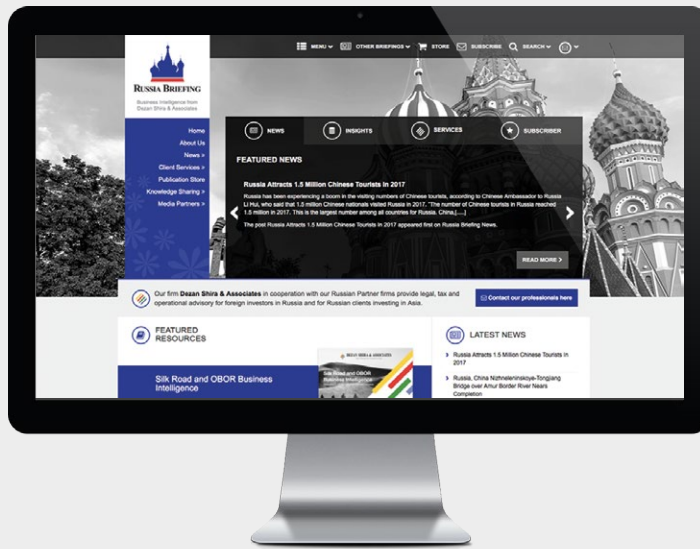 MENU
OTHER BRIEFINGS
STORE
SUBSCRIBE
SEARCH
RUSSIA BRIEFING
Business Intelligence from
Dezan Shira & Associates
Home
About Us
News >
Client Services >
Publication Store
Knowledge Sharing >
Media Partners >
NEWS
INSIGHTS
SERVICES
SUBSCRIBER
FEATURED NEWS
Russia Attracts 1.5 Million Chinese Tourists In 2017
Russia has been experiencing a boom in the visiting numbers of Chinese tourists, according to Chinese Ambassador to Russia
Li Hui, who said that 1.5 million Chinese nationals visited Russia in 2017. "The number of Chinese tourists in Russia reached
1.5 million in 2017. This is the largest number among all countries for Russia. China,[.....]
The post Russia Attracts 1.5 Million Chinese Tourists In 2017 appeared first on Russia Briefing News.
READ MORE >
Our firm Dezan Shira & Associates in cooperation with our Russian Partner firms provide legal, tax and
operational advisory for foreign investors in Russia and for Russian clients investing in Asia.
Contact our professionals here
FEATURED
RESOURCES
Silk Road and OBOR Business
Intelligence
DEZAN SHIRA & ASSOCIATES
Silk Road and OBOR
Business Intelligence
LATEST NEWS
Russia Attracts 1.5 Million Chinese Tourists In
2017
Russia, China Nizhneleninskoye-Tongjiang
Bridge over Amur Border River Nears
Completion